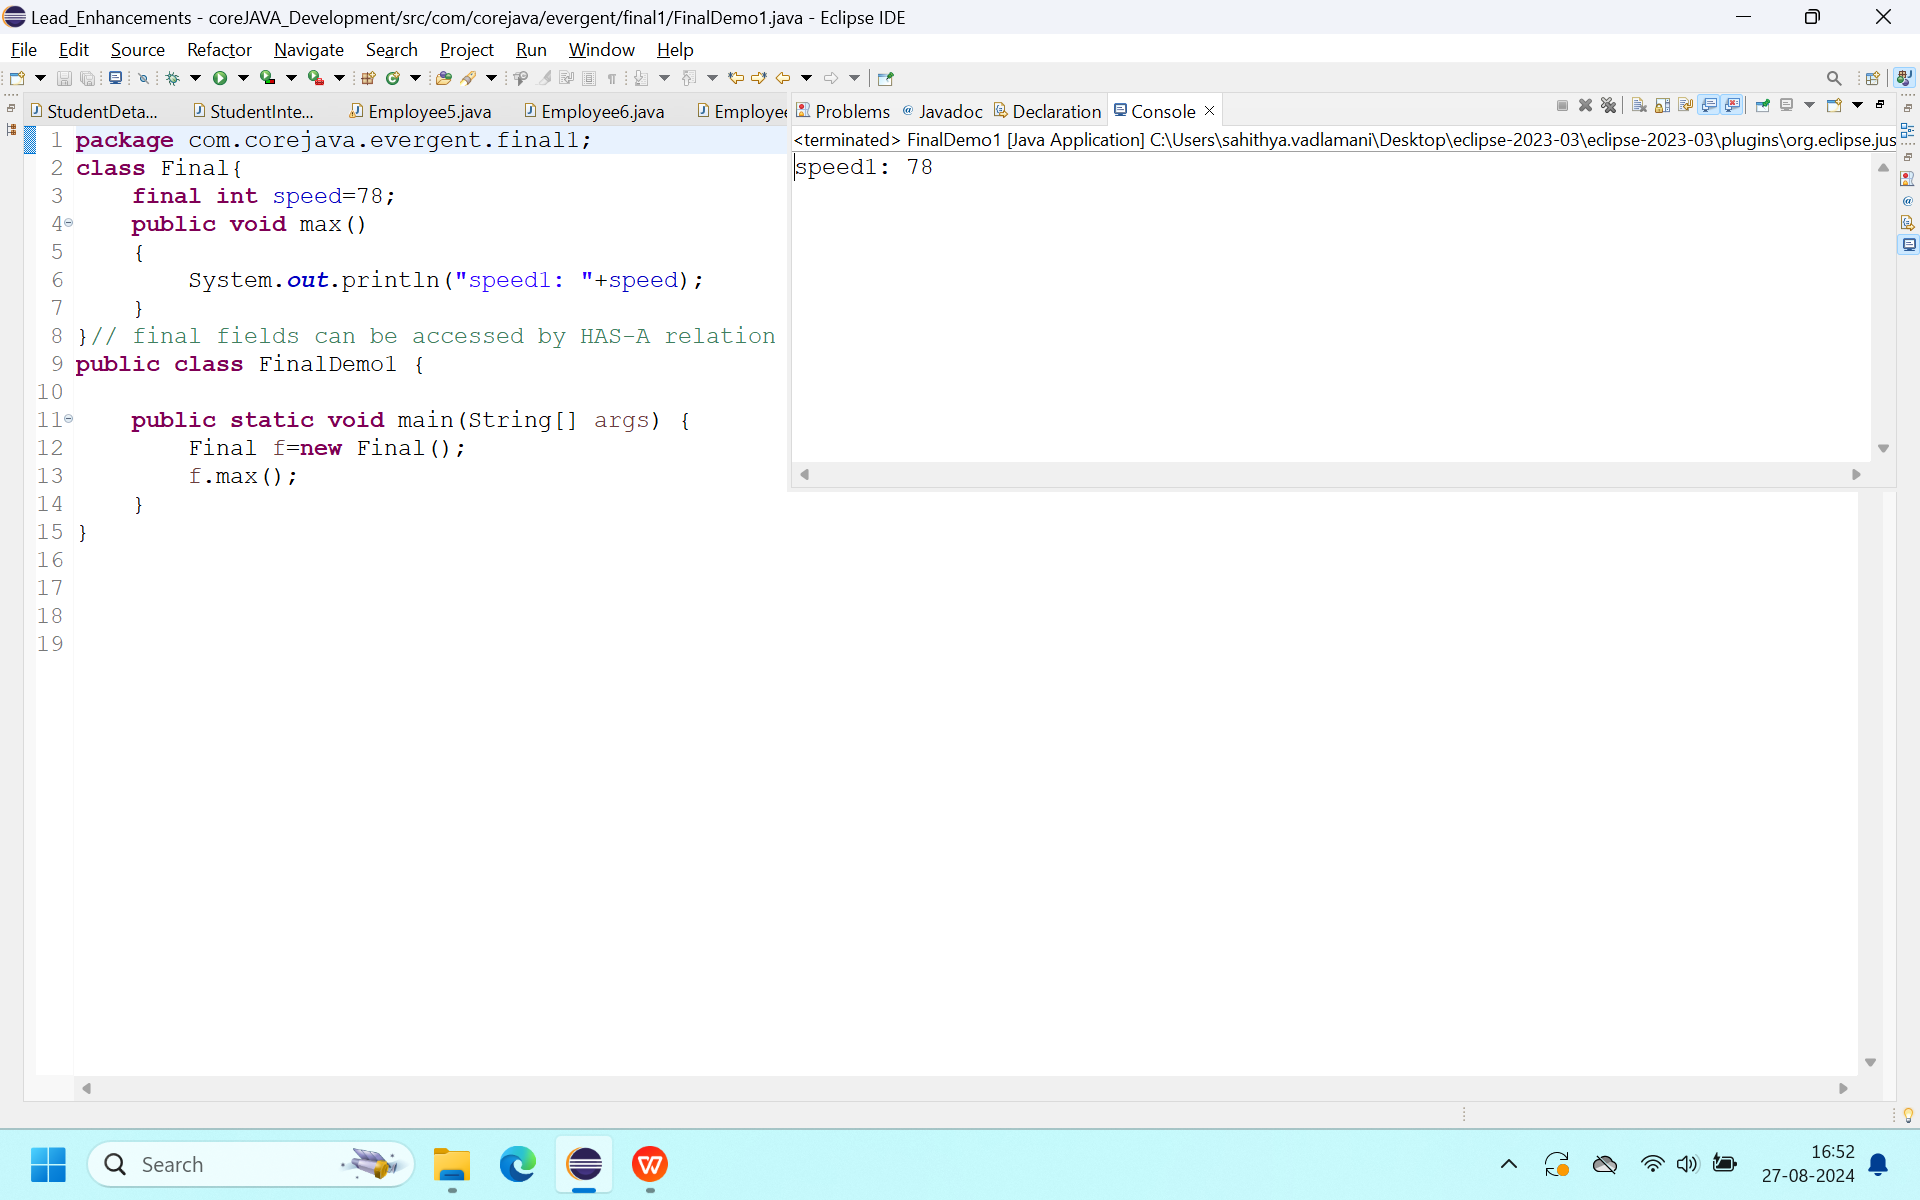 Lead_Enhancements - coreJAVA_Development/src/com/corejava/evergent/final1/FinalDemo1.java - Eclipse IDE
File Edit Source Refactor Navigate Search Project Run Window Help
StudentDeta... StudentInte... Employee5.java Employee6.java Employee
Problems @ Javadoc Declaration Console
<terminated> FinalDemo1 [Java Application] C:\Users\sahithya.vadlamani\Desktop\eclipse-2023-03\eclipse-2023-03\plugins\org.eclipse.jus
speed1: 78
1 package com.corejava.evergent.final1;
2 class Final{
3 final int speed=78;
4 public void max()
5 {
6 System.out.println("speed1: "+speed);
7 }
8 }// final fields can be accessed by HAS-A relation
9 public class FinalDemo1 {
10
11 public static void main(String[] args) {
12 Final f=new Final();
13 f.max();
14 }
15 }
16
17
18
19
Search
16:52
27-08-2024